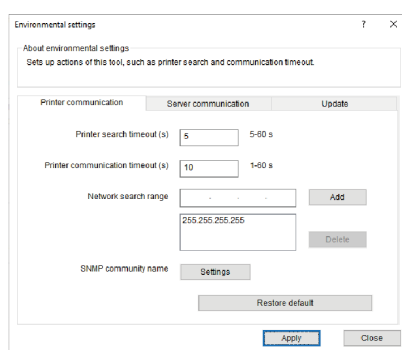 Environmental settings ? ×
About environmental settings
Sets up actions of this tool, such as printer search and communication timeout.
Printer communication Server communication Update
Printer search timeout (s) 5 5-60 s
Printer communication timeout (s) 10 1-60 s
Network search range . . . Add
255.255.255.255
Delete
SNMP community name Settings
Restore default
Apply Close